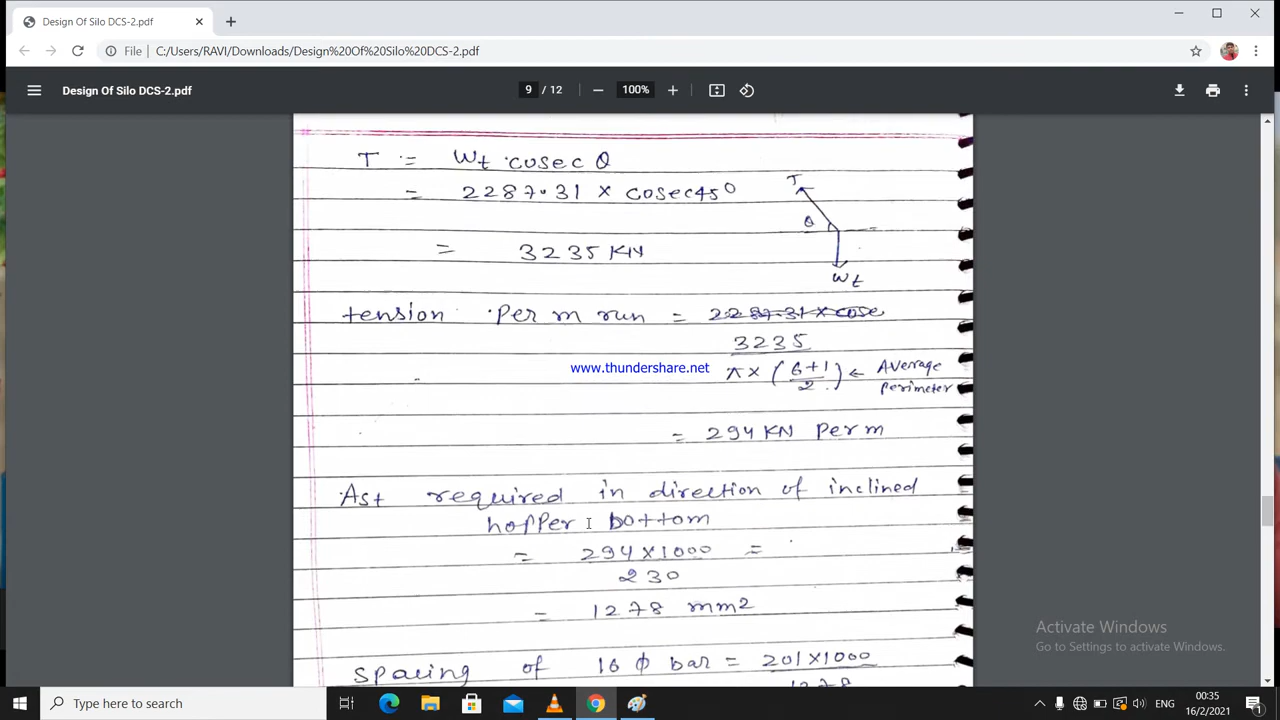 Design Of Silo DCS-2.pdf
File
C:/Users/RAVI/Downloads/Design%20Of%20Silo%20DCS-2.pdf
Design Of Silo DCS-2.pdf
9 / 12
100%
T = Wt cosec θ
= 2287.31 × cosec45°
T
θ
Wt
= 3235 KN
tension Per m run = 2287.31 × cose
3235
π × (6+1/2) ← Average perimeter
www.thundershare.net
= 294 KN Per m
Ast required in direction of inclined
hopper bottom
= 294×1000 =
230
= 1278 mm2
Spacing of 16 ϕ bar = 201×1000
1278
Activate Windows
Go to Settings to activate Windows.
Type here to search
ENG
00:35
16/2/2021
1